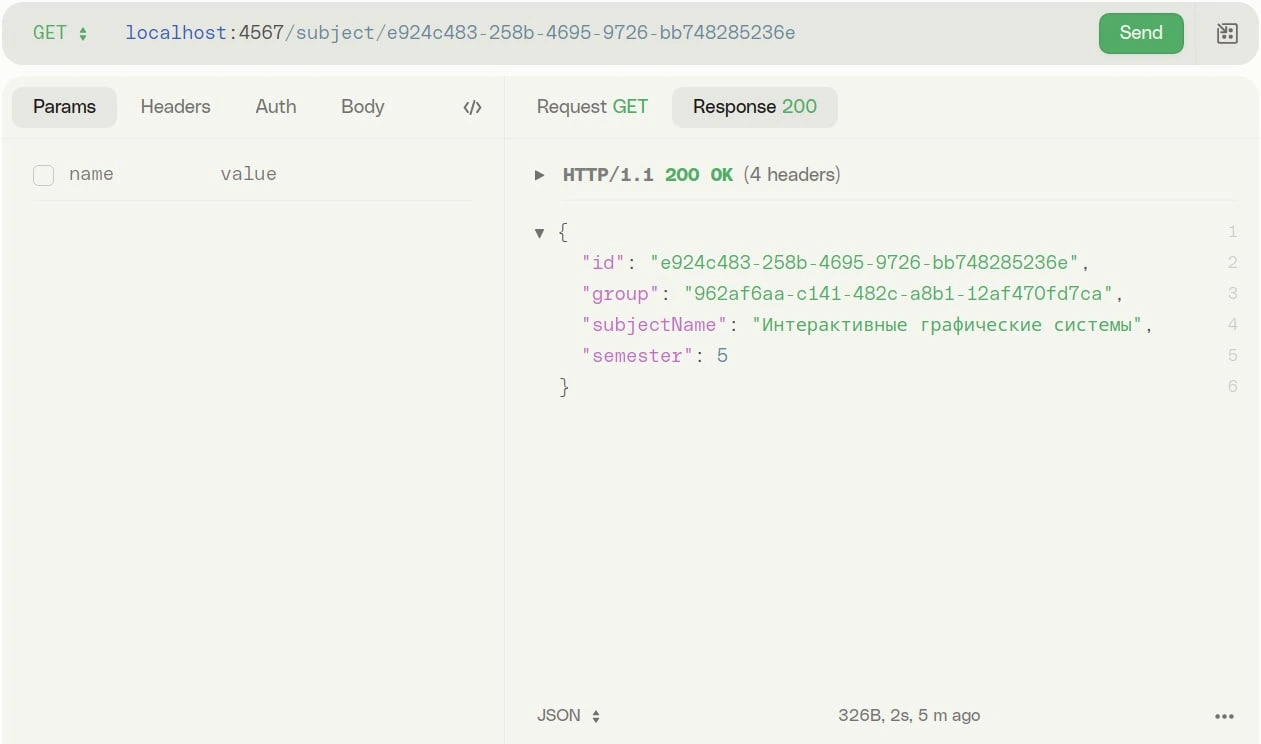 GET localhost:4567/subject/e924c483-258b-4695-9726-bb748285236e Send
Params Headers Auth Body </>
name value
Request GET Response 200
HTTP/1.1 200 OK (4 headers)
{ 1
"id": "e924c483-258b-4695-9726-bb748285236e", 2
"group": "962af6aa-c141-482c-a8b1-12af470fd7ca", 3
"subjectName": "Интерактивные графические системы", 4
"semester": 5 5
} 6
JSON 326B, 2s, 5 m ago